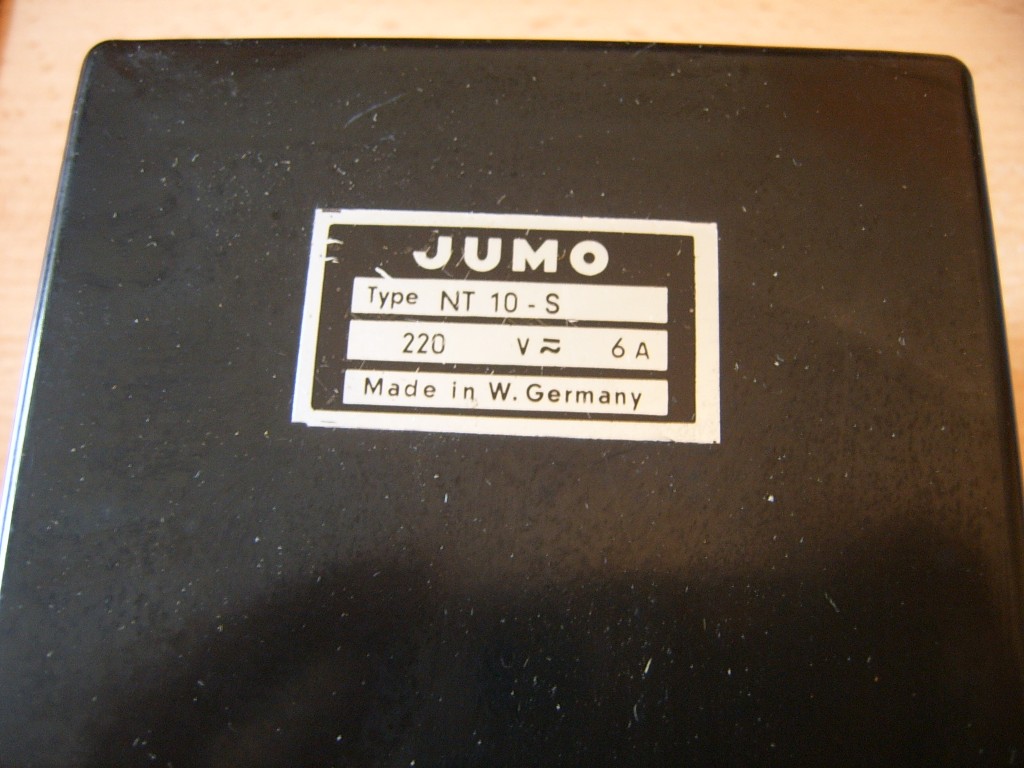 JUMO
Type NT 10 - S
220 V ≂ 6 A
Made in W. Germany